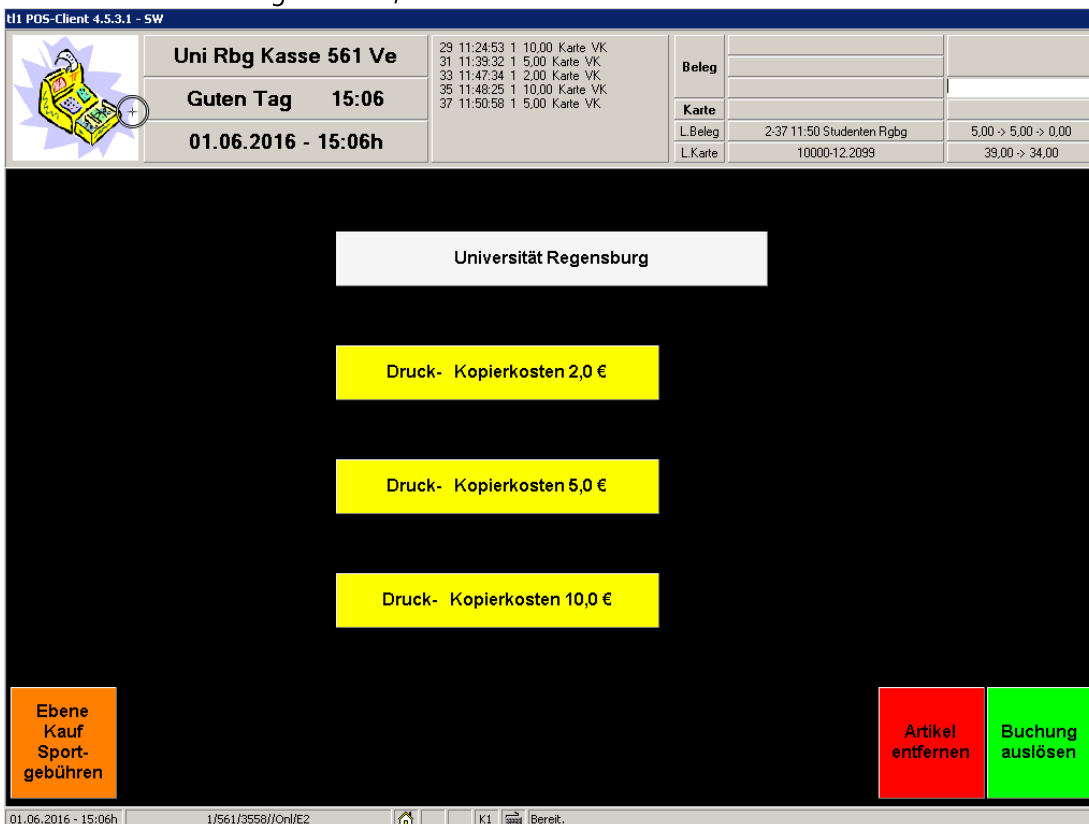 tl1 POS-Client 4.5.3.1 - SW
Uni Rbg Kasse 561 Ve
Guten Tag 15:06
01.06.2016 - 15:06h
29 11:24:53 1 10,00 Karte VK
31 11:39:32 1 5,00 Karte VK
33 11:47:34 1 2,00 Karte VK
35 11:48:25 1 10,00 Karte VK
37 11:50:58 1 5,00 Karte VK
Beleg
Karte
L.Beleg 2-37 11:50 Studenten Rgbg 5,00 -> 5,00 -> 0,00
L.Karte 10000-12.2099 39,00 -> 34,00
Universität Regensburg
Druck- Kopierkosten 2,0 €
Druck- Kopierkosten 5,0 €
Druck- Kopierkosten 10,0 €
Ebene
Kauf
Sport-
gebühren
Artikel
entfernen
Buchung
auslösen
01.06.2016 - 15:06h 1/561/3558//Onl/E2 K1 Bereit.